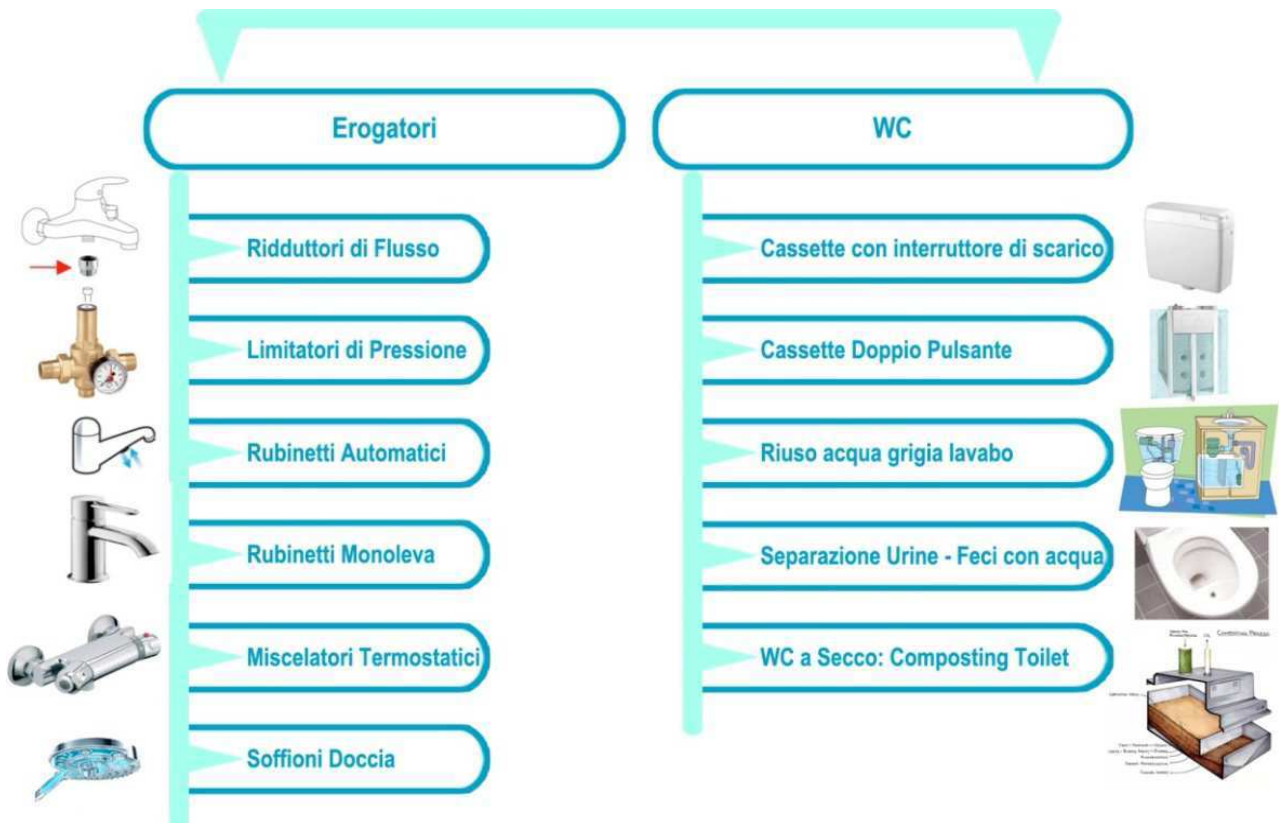 Erogatori
WC
Ridduttori di Flusso
Limitatori di Pressione
Rubinetti Automatici
Rubinetti Monoleva
Miscelatori Termostatici
Soffioni Doccia
Cassette con interruttore di scarico
Cassette Doppio Pulsante
Riuso acqua grigia lavabo
Separazione Urine - Feci con acqua
WC a Secco: Composting Toilet